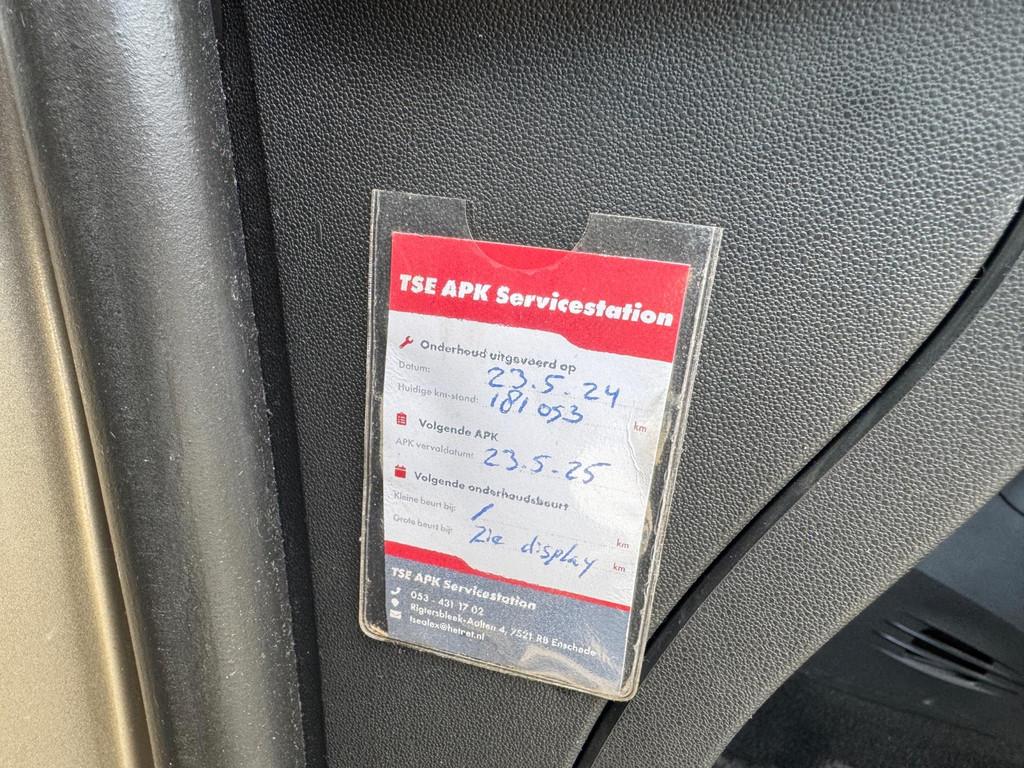 TSE APK Servicestation
Onderhoud uitgevoerd op
Datum: 23.5.24
Huidige km-stand: 181 053 km
Volgende APK
APK vervaldatum: 23.5.25
Volgende onderhoudsbeurt
Kleine beurt bij: / km
Grote beurt bij: Zie display km
TSE APK Servicestation
053 - 431 17 02
Rigtersbleek-Aalten 4, 7521 RB Enschede
tsealex@hetnet.nl